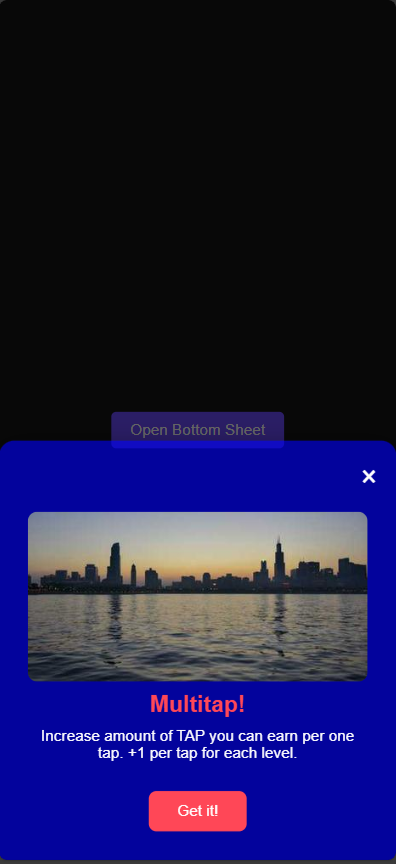 Open Bottom Sheet
×
Multitap!
Increase amount of TAP you can earn per one
tap. +1 per tap for each level.
Get it!